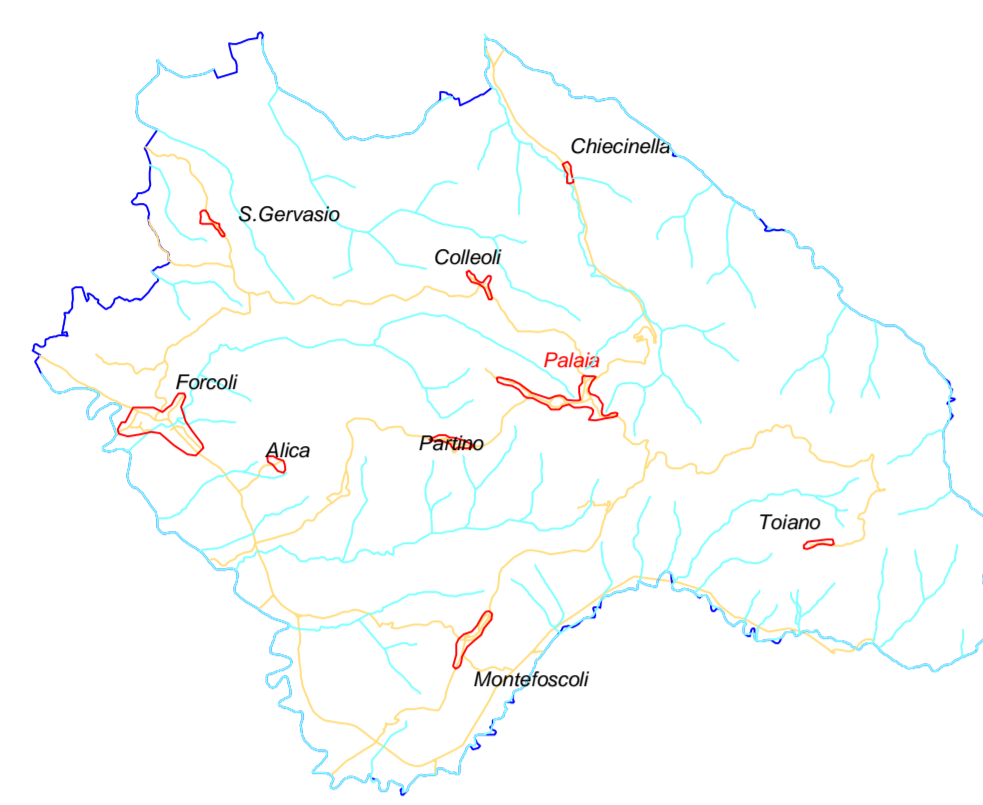 Chiecinella
S.Gervasio
Colleoli
Palaia
Forcoli
Partino
Alica
Toiano
Montefoscoli